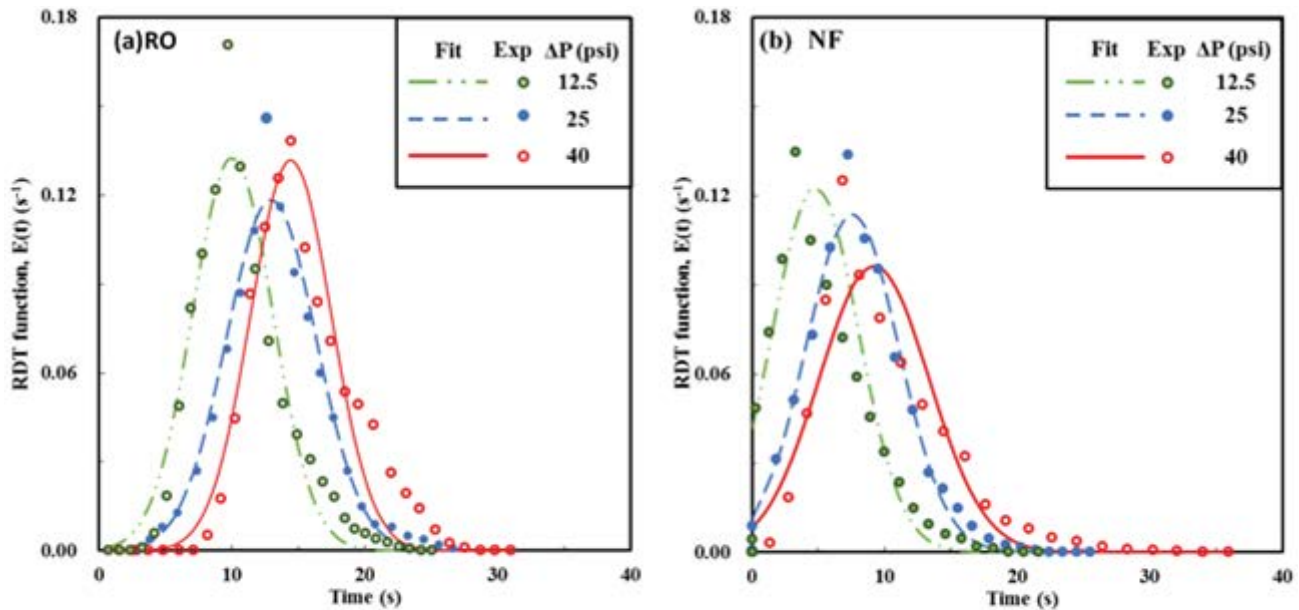 (a)RO
Fit Exp ΔP (psi)
12.5
25
40
RDT function, E(t) (s⁻¹)
0.18
0.12
0.06
0.00
0 10 20 30 40
Time (s)
(b) NF
Fit Exp ΔP (psi)
12.5
25
40
RDT function, E(t) (s⁻¹)
0.18
0.12
0.06
0.00
0 10 20 30 40
Time (s)